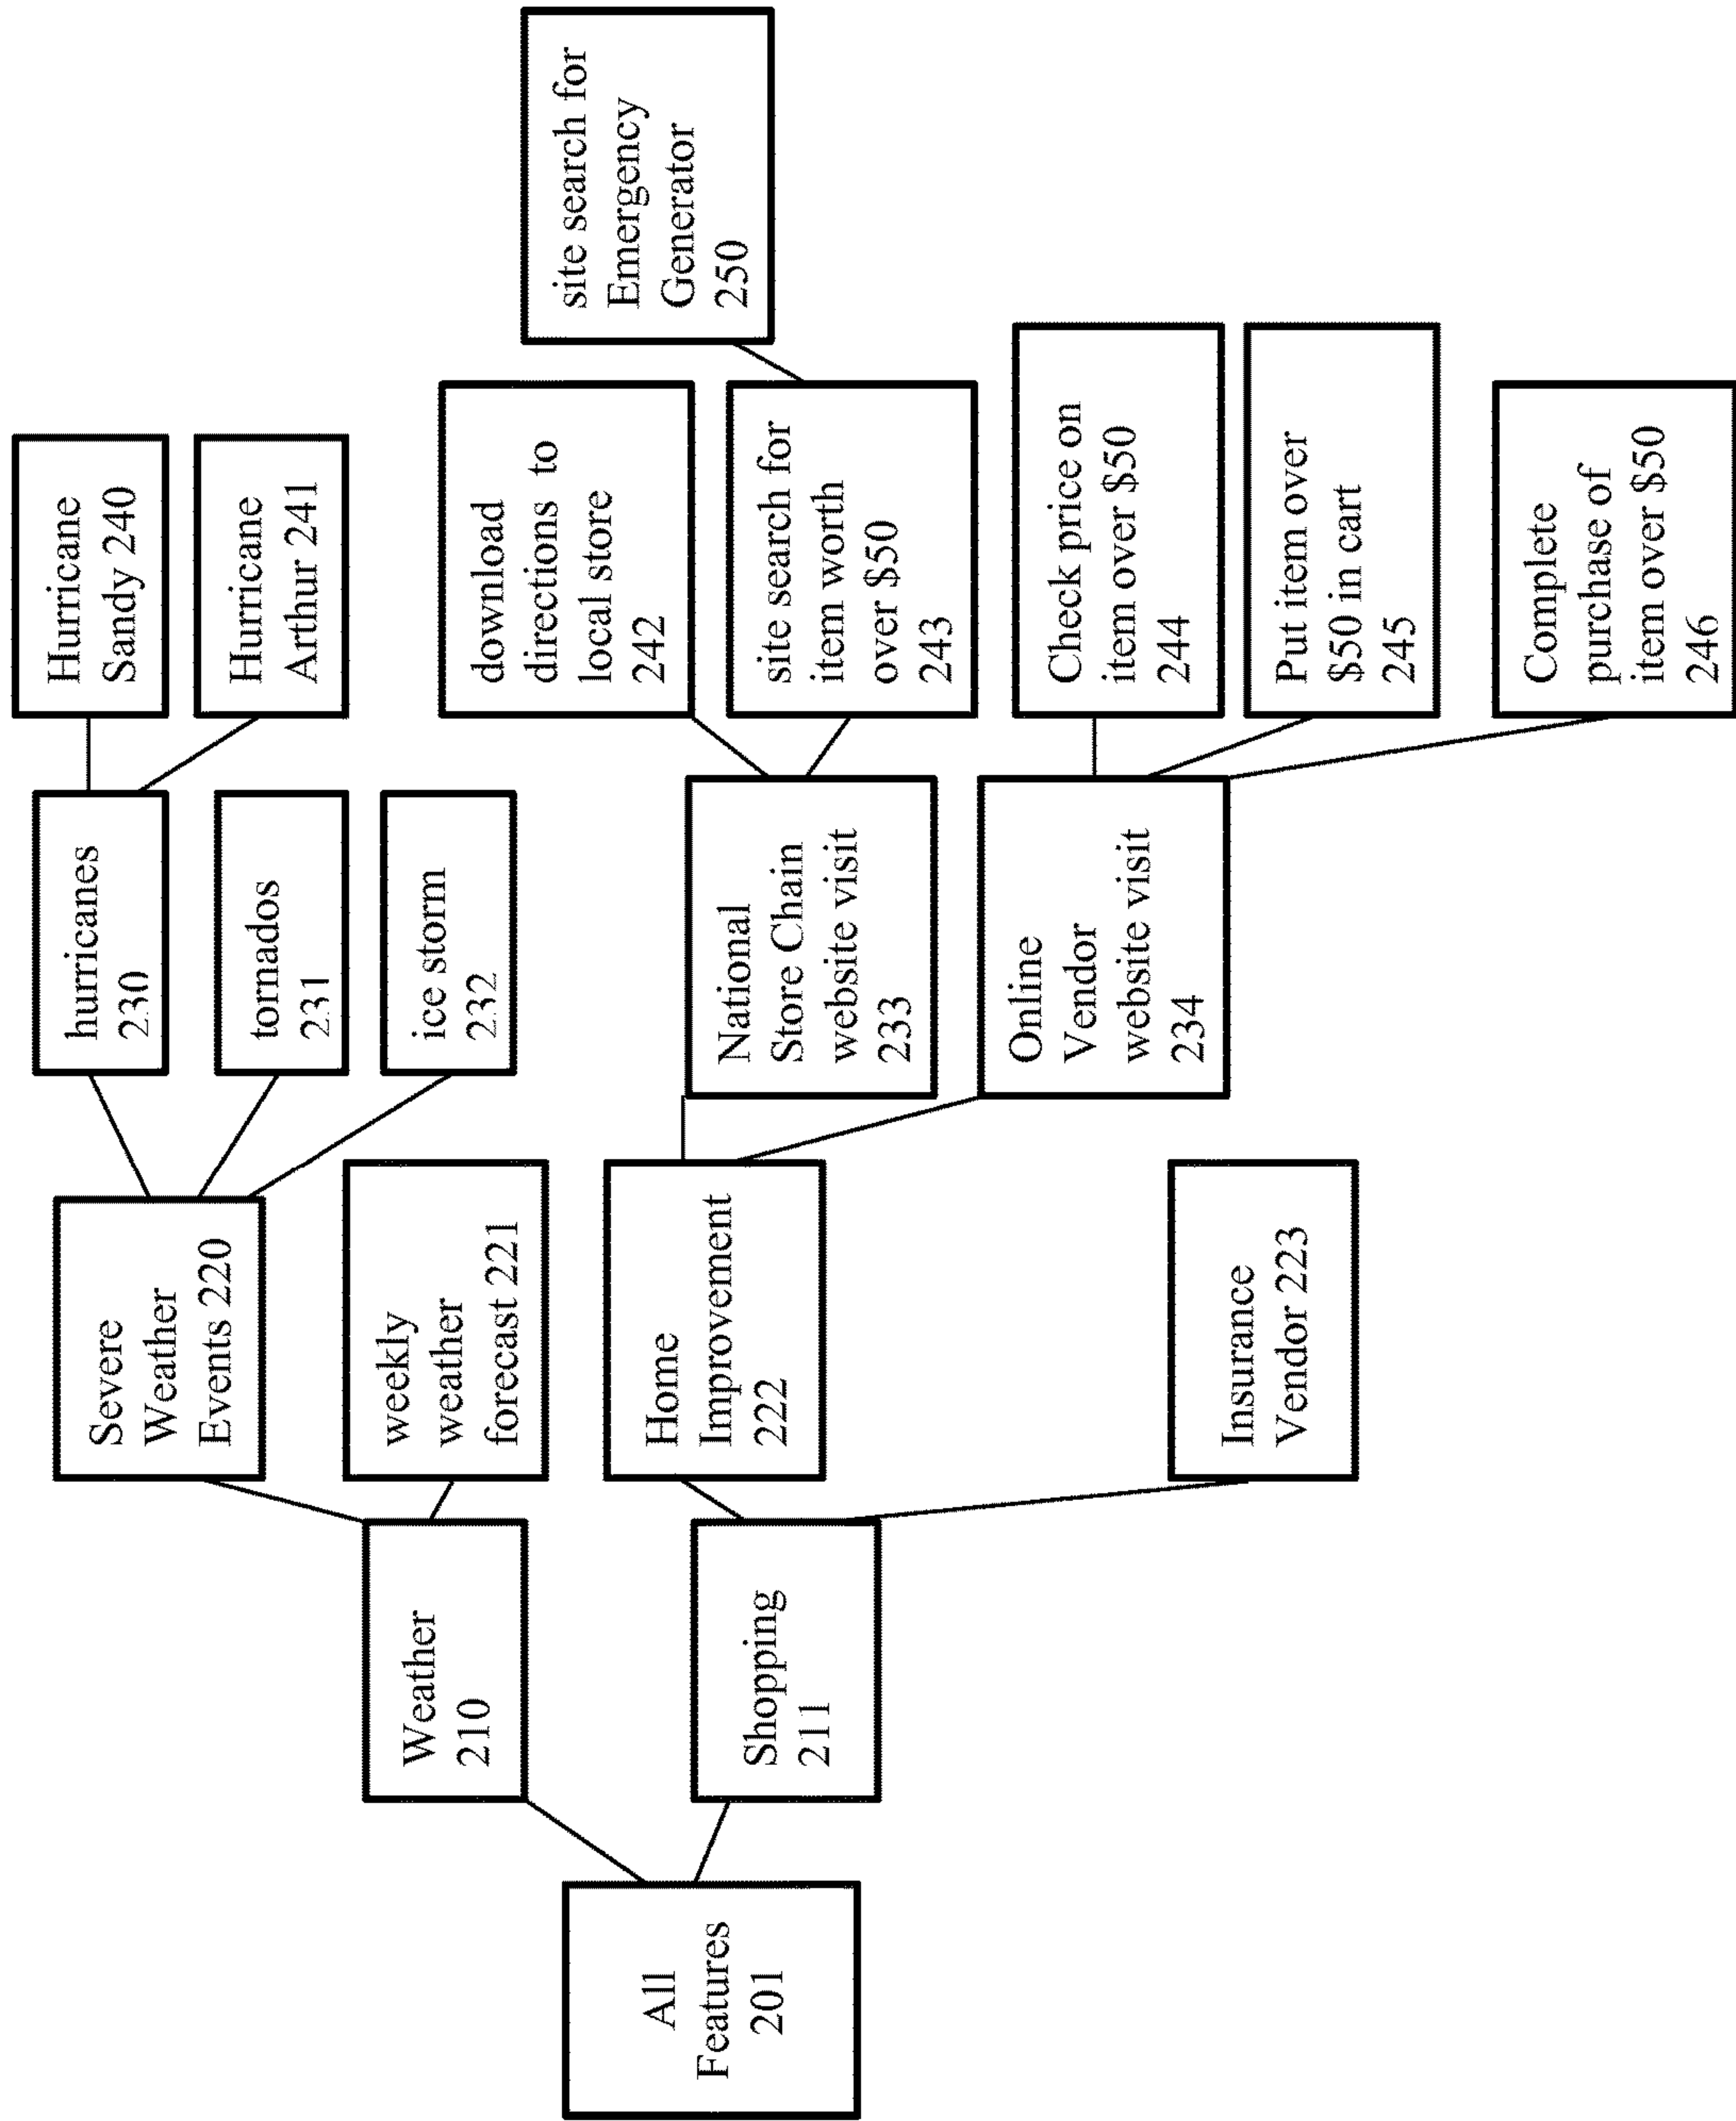 All
Features
201
Weather
210
Shopping
211
Severe
Weather
Events 220
weekly
weather
forecast 221
Home
Improvement
222
Insurance
Vendor 223
hurricanes
230
tornados
231
ice storm
232
National
Store Chain
website visit
233
Online
Vendor
website visit
234
Hurricane
Sandy 240
Hurricane
Arthur 241
download
directions to
local store
242
site search for
item worth
over $50
243
Check price on
item over $50
244
Put item over
$50 in cart
245
Complete
purchase of
item over $50
246
site search for
Emergency
Generator
250